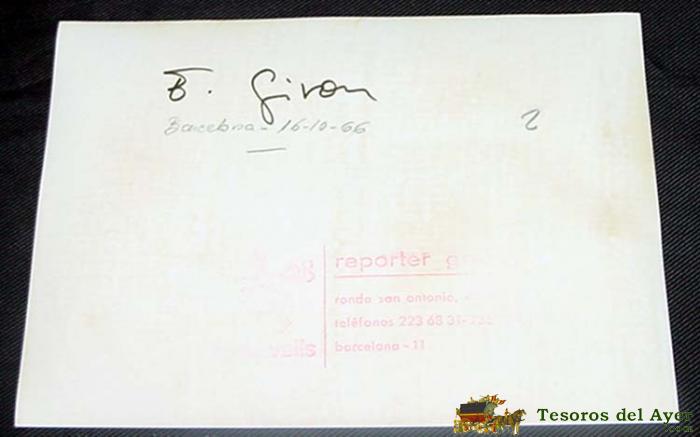 B. Giron
Barcelona - 16-10-66
2
reporter
ronda san antonio,
teléfonos 223 68 31-
barcelona - 11
Tesoros del Ayer
.com